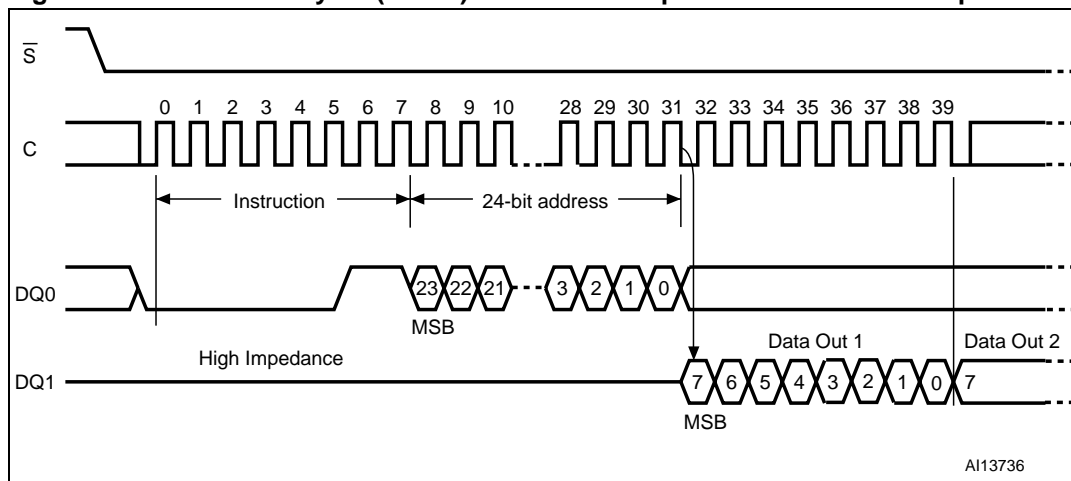 S
0 1 2 3 4 5 6 7 8 9 10 28 29 30 31 32 33 34 35 36 37 38 39
C
Instruction 24-bit address
DQ0 23 22 21 3 2 1 0
MSB
Data Out 1 Data Out 2
High Impedance
DQ1 7 6 5 4 3 2 1 0 7
MSB
AI13736